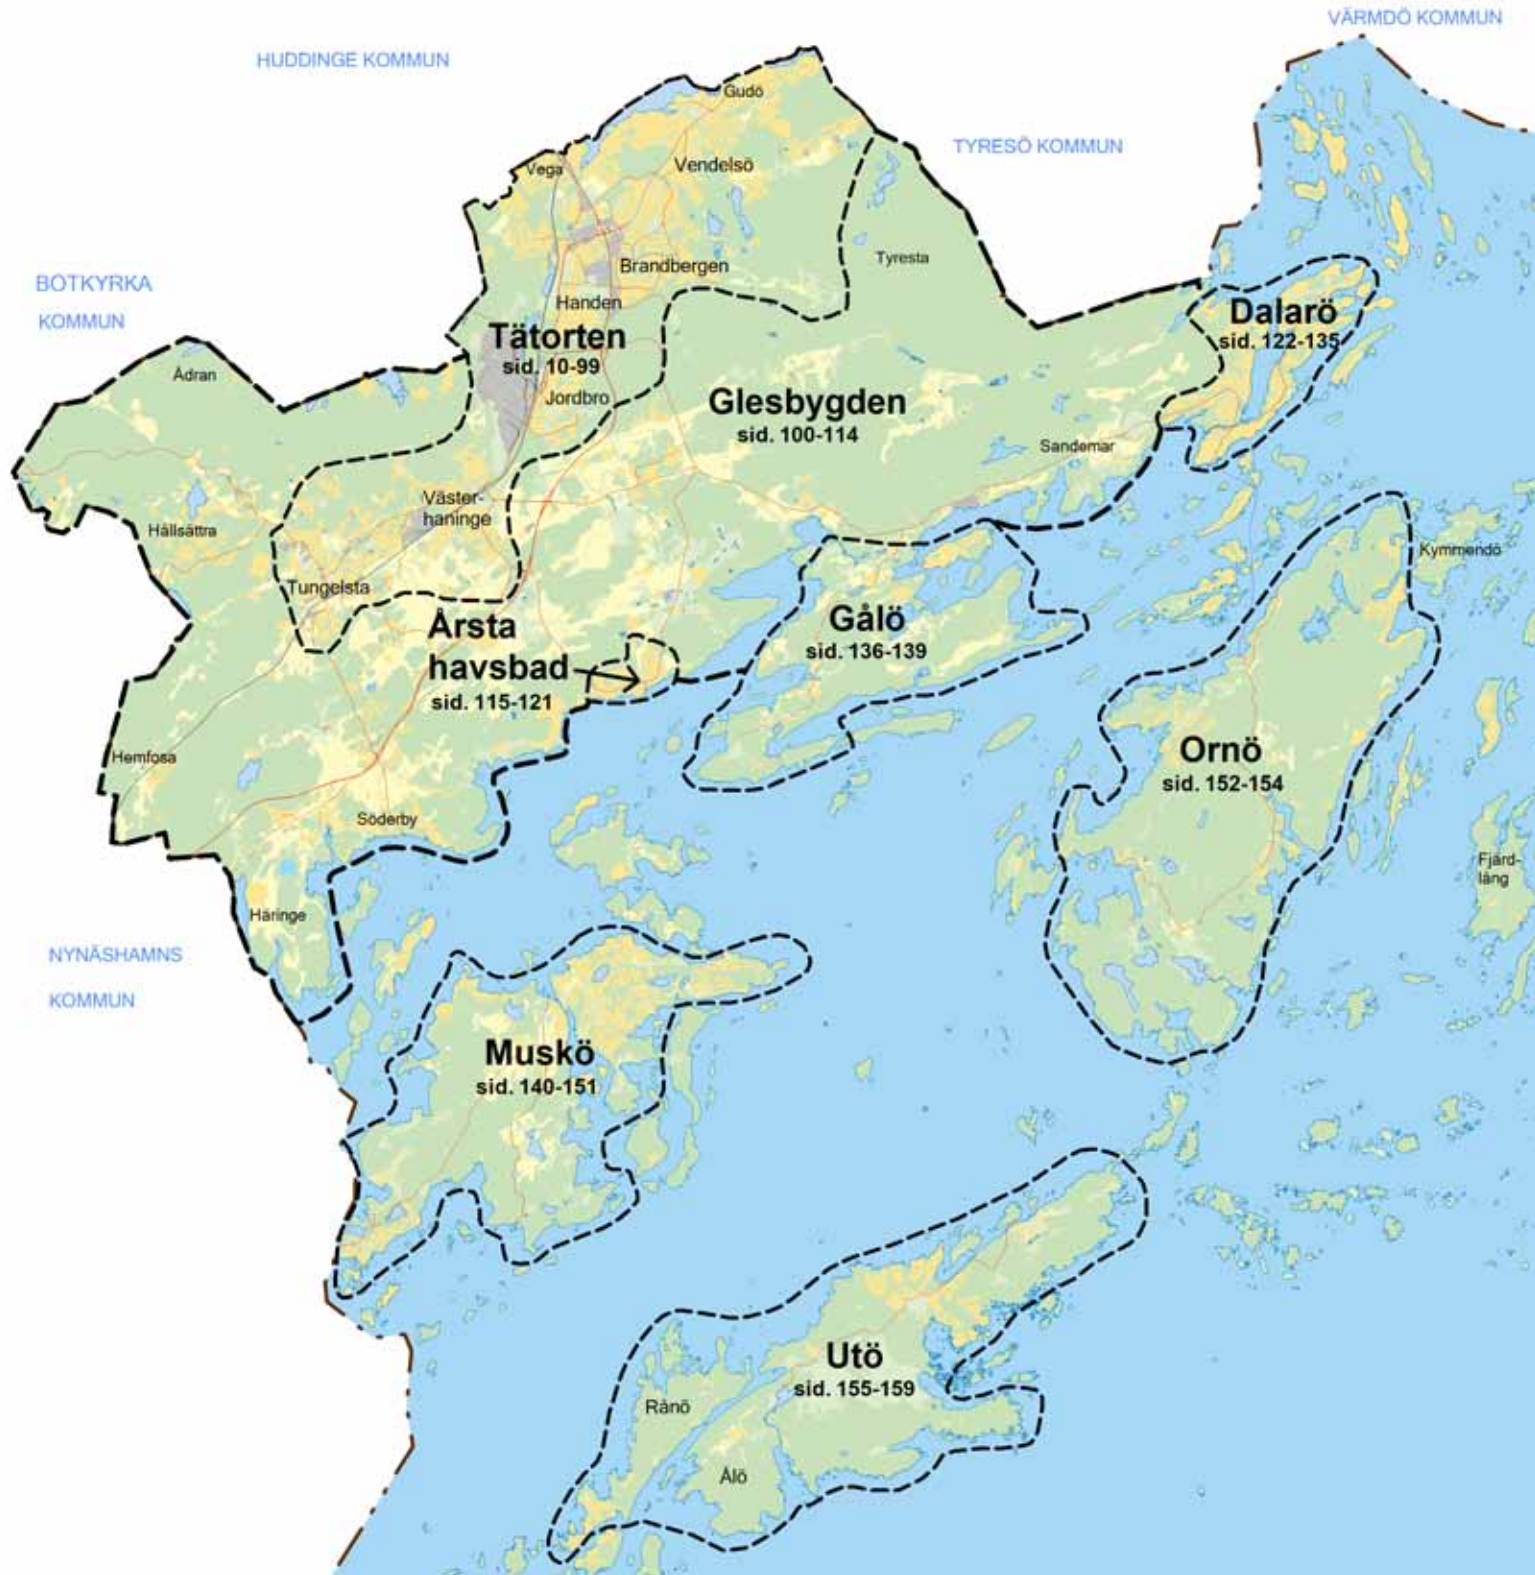 VÄRMDÖ KOMMUN
HUDDINGE KOMMUN
Gudö
TYRESÖ KOMMUN
Vega
Vendelsö
Tyresta
Brandbergen
BOTKYRKA
KOMMUN
Handen
Dalarö
sid. 122-135
Tätorten
sid. 10-99
Ådran
Jordbro
Glesbygden
sid. 100-114
Sandemar
Väster-
haninge
Hållsättra
Kymmendö
Tungelsta
Årsta
havsbad
sid. 115-121
Gålö
sid. 136-139
Hemfosa
Ornö
sid. 152-154
Söderby
Fjärd-
lång
Häringe
NYNÄSHAMNS
KOMMUN
Muskö
sid. 140-151
Utö
sid. 155-159
Rånö
Ålö